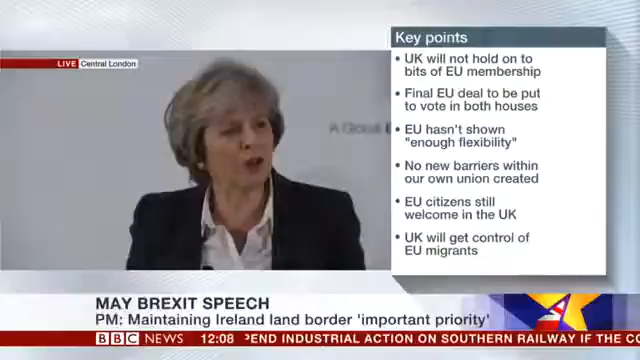 Key points
LIVE Central London
• UK will not hold on to
bits of EU membership
• Final EU deal to be put
to vote in both houses
• EU hasn't shown
"enough flexibility"
• No new barriers within
our own union created
• EU citizens still
welcome in the UK
• UK will get control of
EU migrants
A Global
MAY BREXIT SPEECH
PM: Maintaining Ireland land border 'important priority'
BBC NEWS 12:08 PEND INDUSTRIAL ACTION ON SOUTHERN RAILWAY IF THE CO